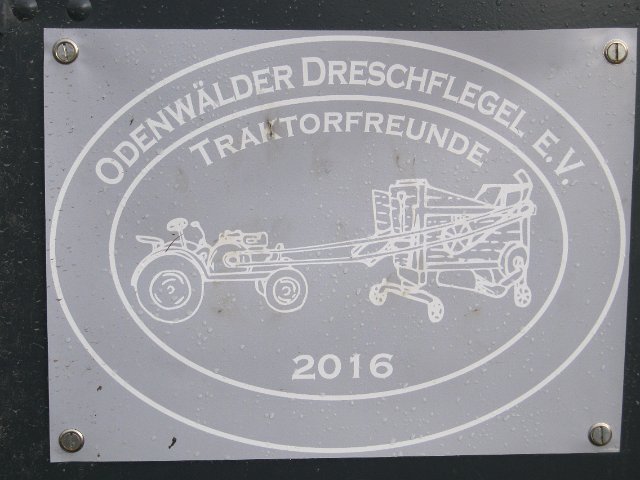 Odenwälder Dreschflegel e.V.
Traktorfreunde
2016